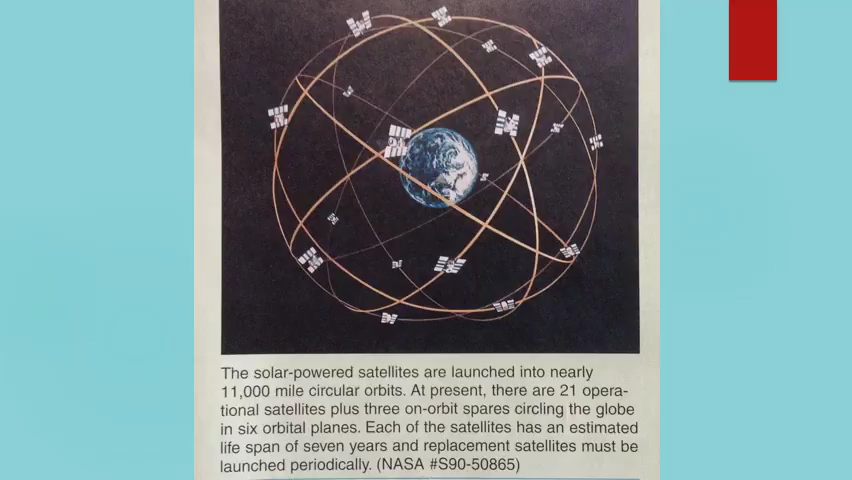 The solar-powered satellites are launched into nearly
11,000 mile circular orbits. At present, there are 21 opera-
tional satellites plus three on-orbit spares circling the globe
in six orbital planes. Each of the satellites has an estimated
life span of seven years and replacement satellites must be
launched periodically. (NASA #S90-50865)